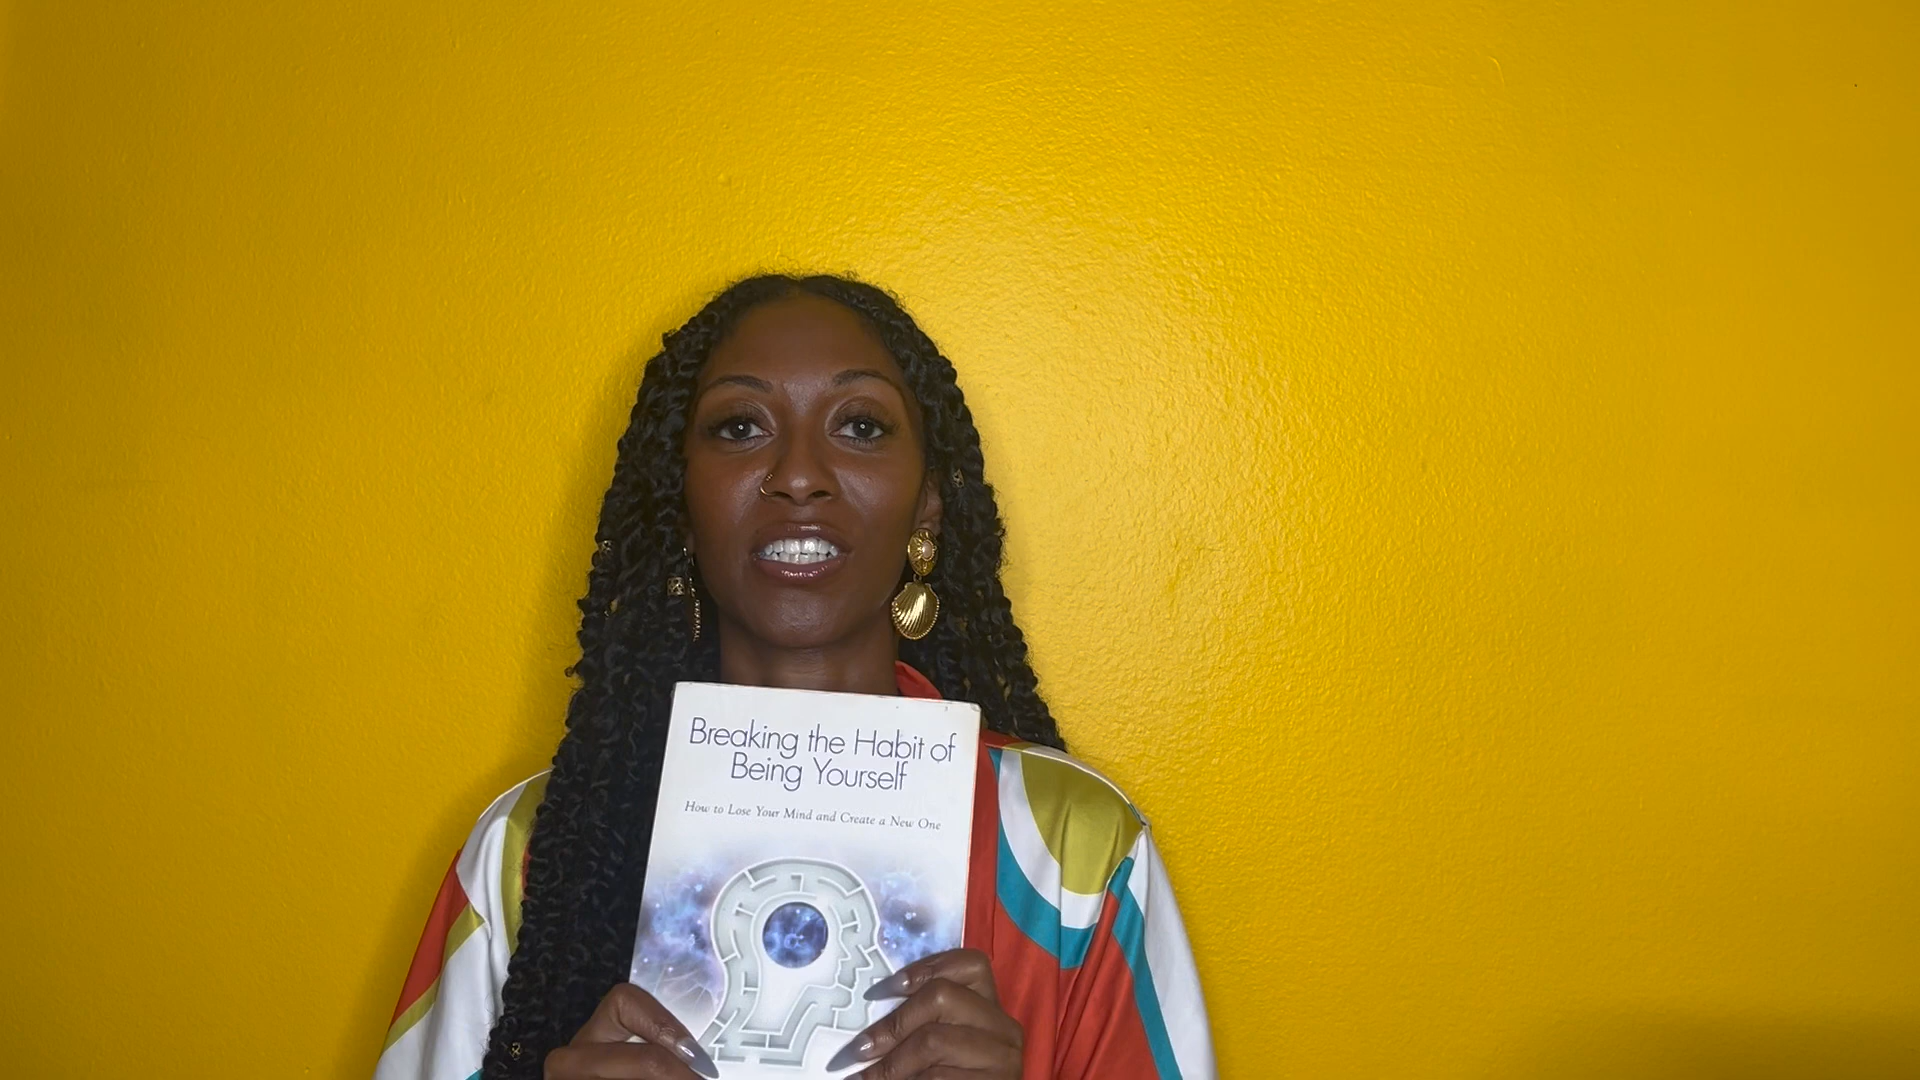 Breaking the Habit of
Being Yourself
How to Lose Your Mind and Create a New One